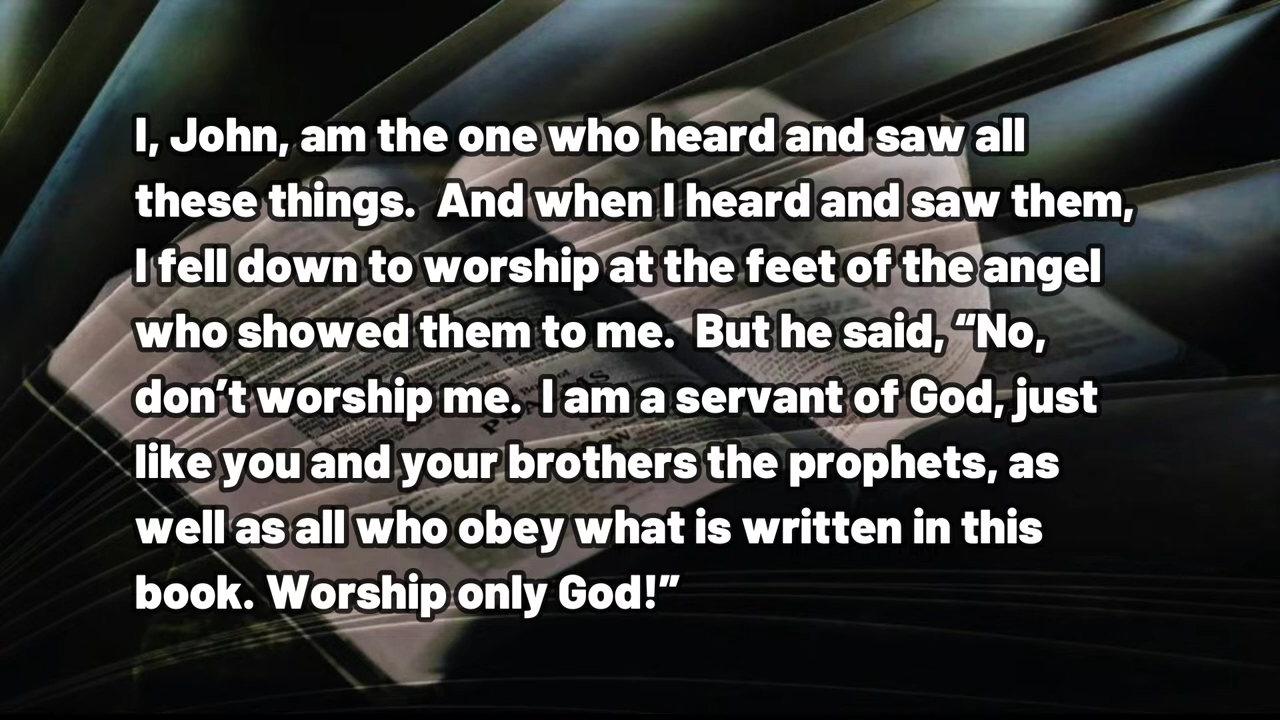 I, John, am the one who heard and saw all
these things.  And when I heard and saw them,
I fell down to worship at the feet of the angel
who showed them to me.  But he said, “No,
don’t worship me.  I am a servant of God, just
like you and your brothers the prophets, as
well as all who obey what is written in this
book. Worship only God!”
PSALMS